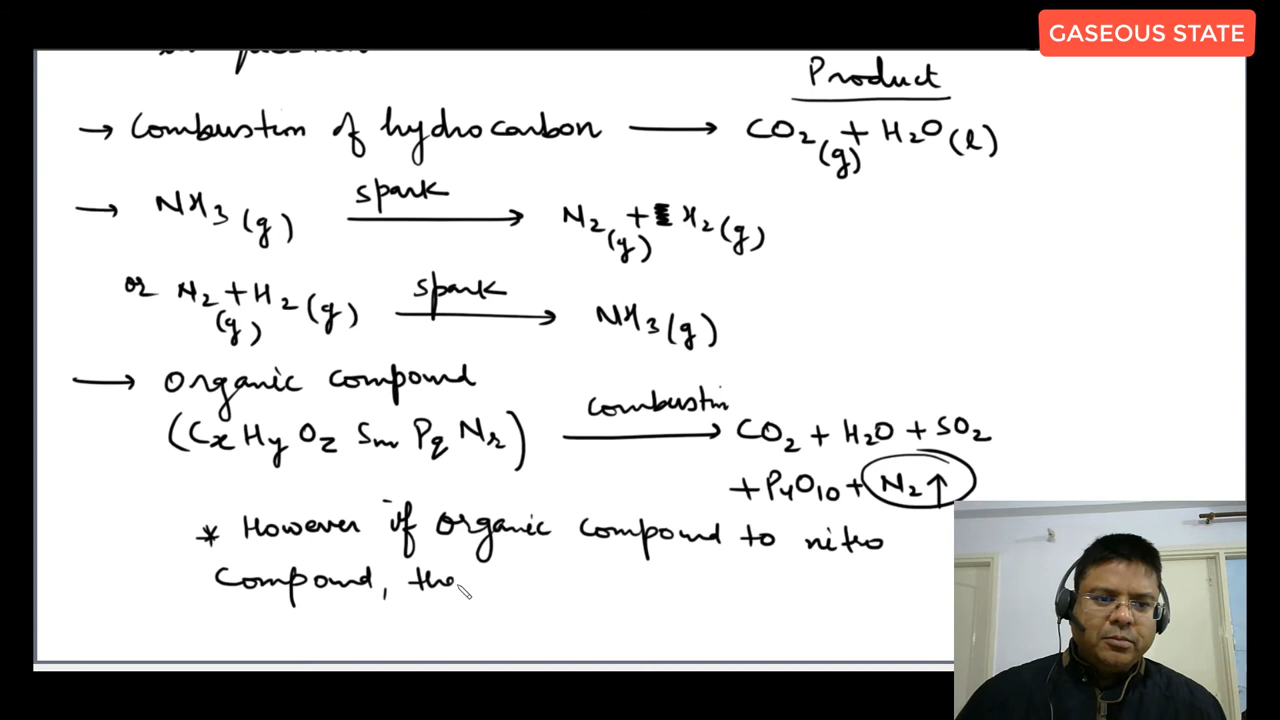 GASEOUS STATE
Product
→ Combustion of hydrocarbon ⟶ CO₂(g) + H₂O(l)
→ NH₃(g) spark⟶ N₂(g) + H₂(g)
or N₂(g) + H₂(g) spark⟶ NH₃(g)
⟶ Organic compound
(CxHyOzSmPqNr) combustin⟶ CO₂ + H₂O + SO₂
+ P₄O₁₀ + N₂↑
* However if organic compound to nitro
compound, the